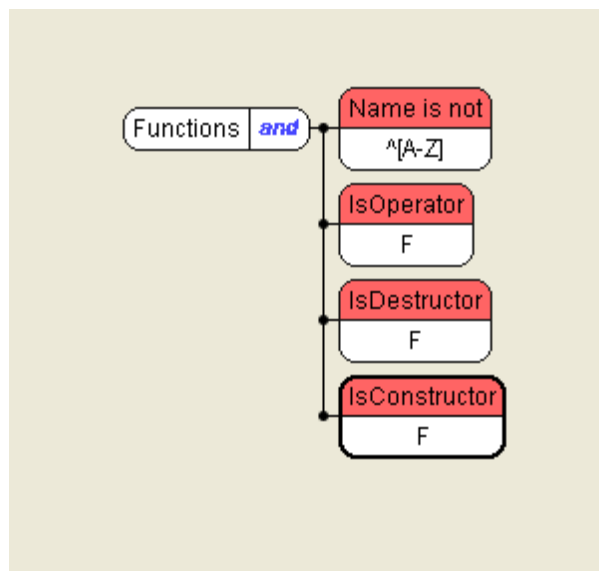 Functions and
Name is not
^[A-Z]
IsOperator
F
IsDestructor
F
IsConstructor
F